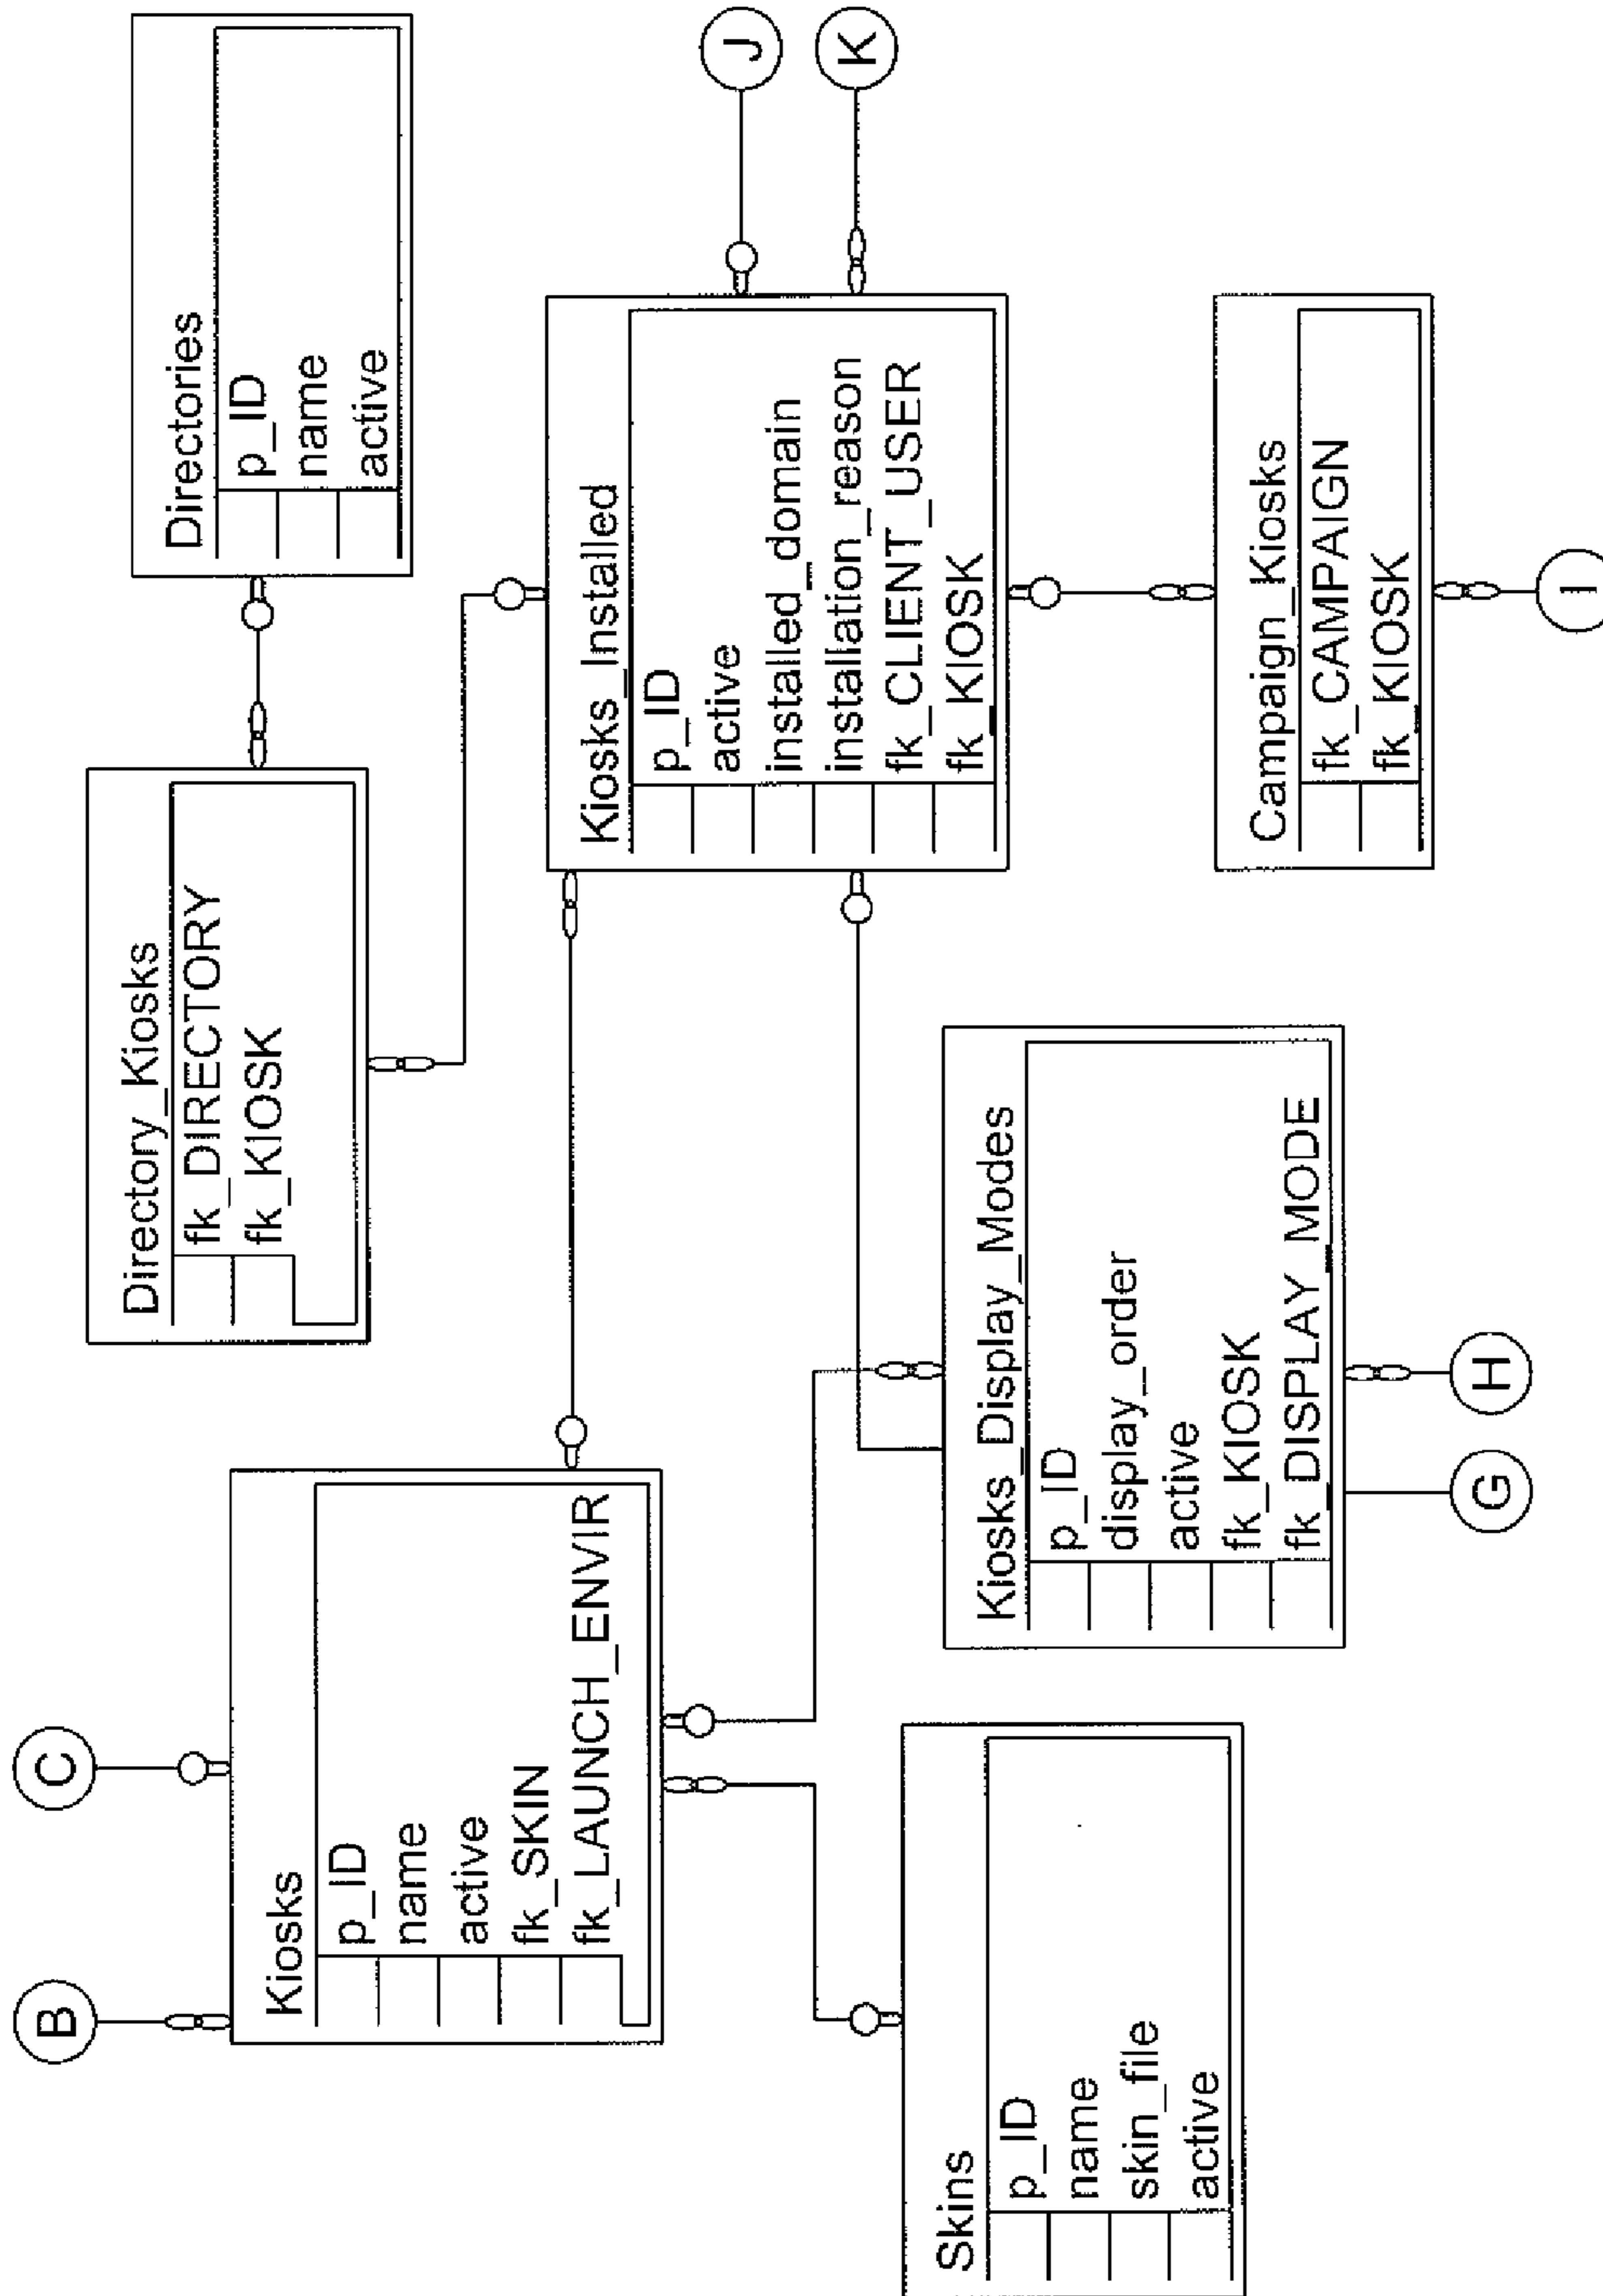 B
C
Kiosks
p_ID
name
active
fk_SKIN
fk_LAUNCH_ENVIR
Directory_Kiosks
fk_DIRECTORY
fk_KIOSK
Directories
p_ID
name
active
Kiosks_Installed
p_ID
active
installed_domain
installation_reason
fk_CLIENT_USER
fk_KIOSK
J
K
Skins
p_ID
name
skin_file
active
Kiosks_Display_Modes
p_ID
display_order
active
fk_KIOSK
fk_DISPLAY_MODE
Campaign_Kiosks
fk_CAMPAIGN
fk_KIOSK
G
H
I